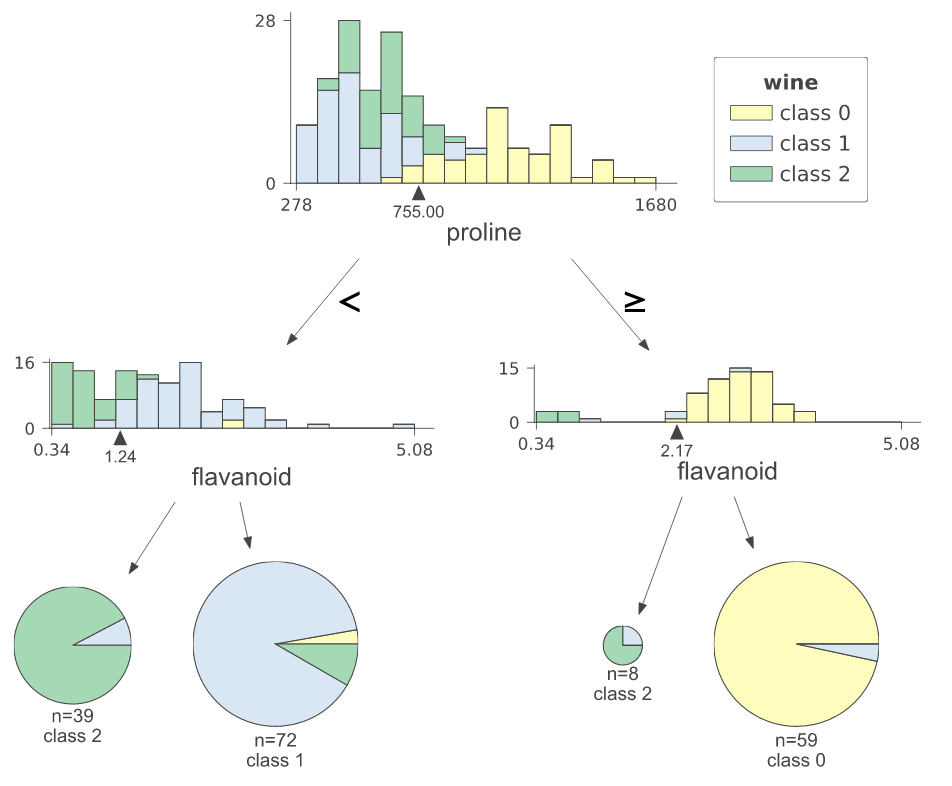 28
0
278
755.00
1680
proline
wine
class 0
class 1
class 2
<
≥
16
0
0.34
1.24
5.08
flavanoid
15
0
0.34
2.17
5.08
flavanoid
n=39
class 2
n=72
class 1
n=8
class 2
n=59
class 0